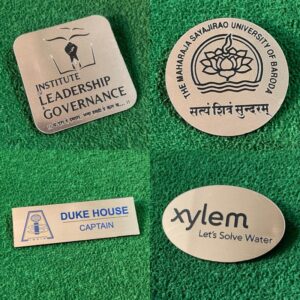 INSTITUTE
LEADERSHIP
GOVERNANCE
THE MAHARAJA SAYAJIRAO UNIVERSITY OF BARODA
सत्यं शिवं सुन्दरम्
DUKE HOUSE
CAPTAIN
xylem
Let's Solve Water